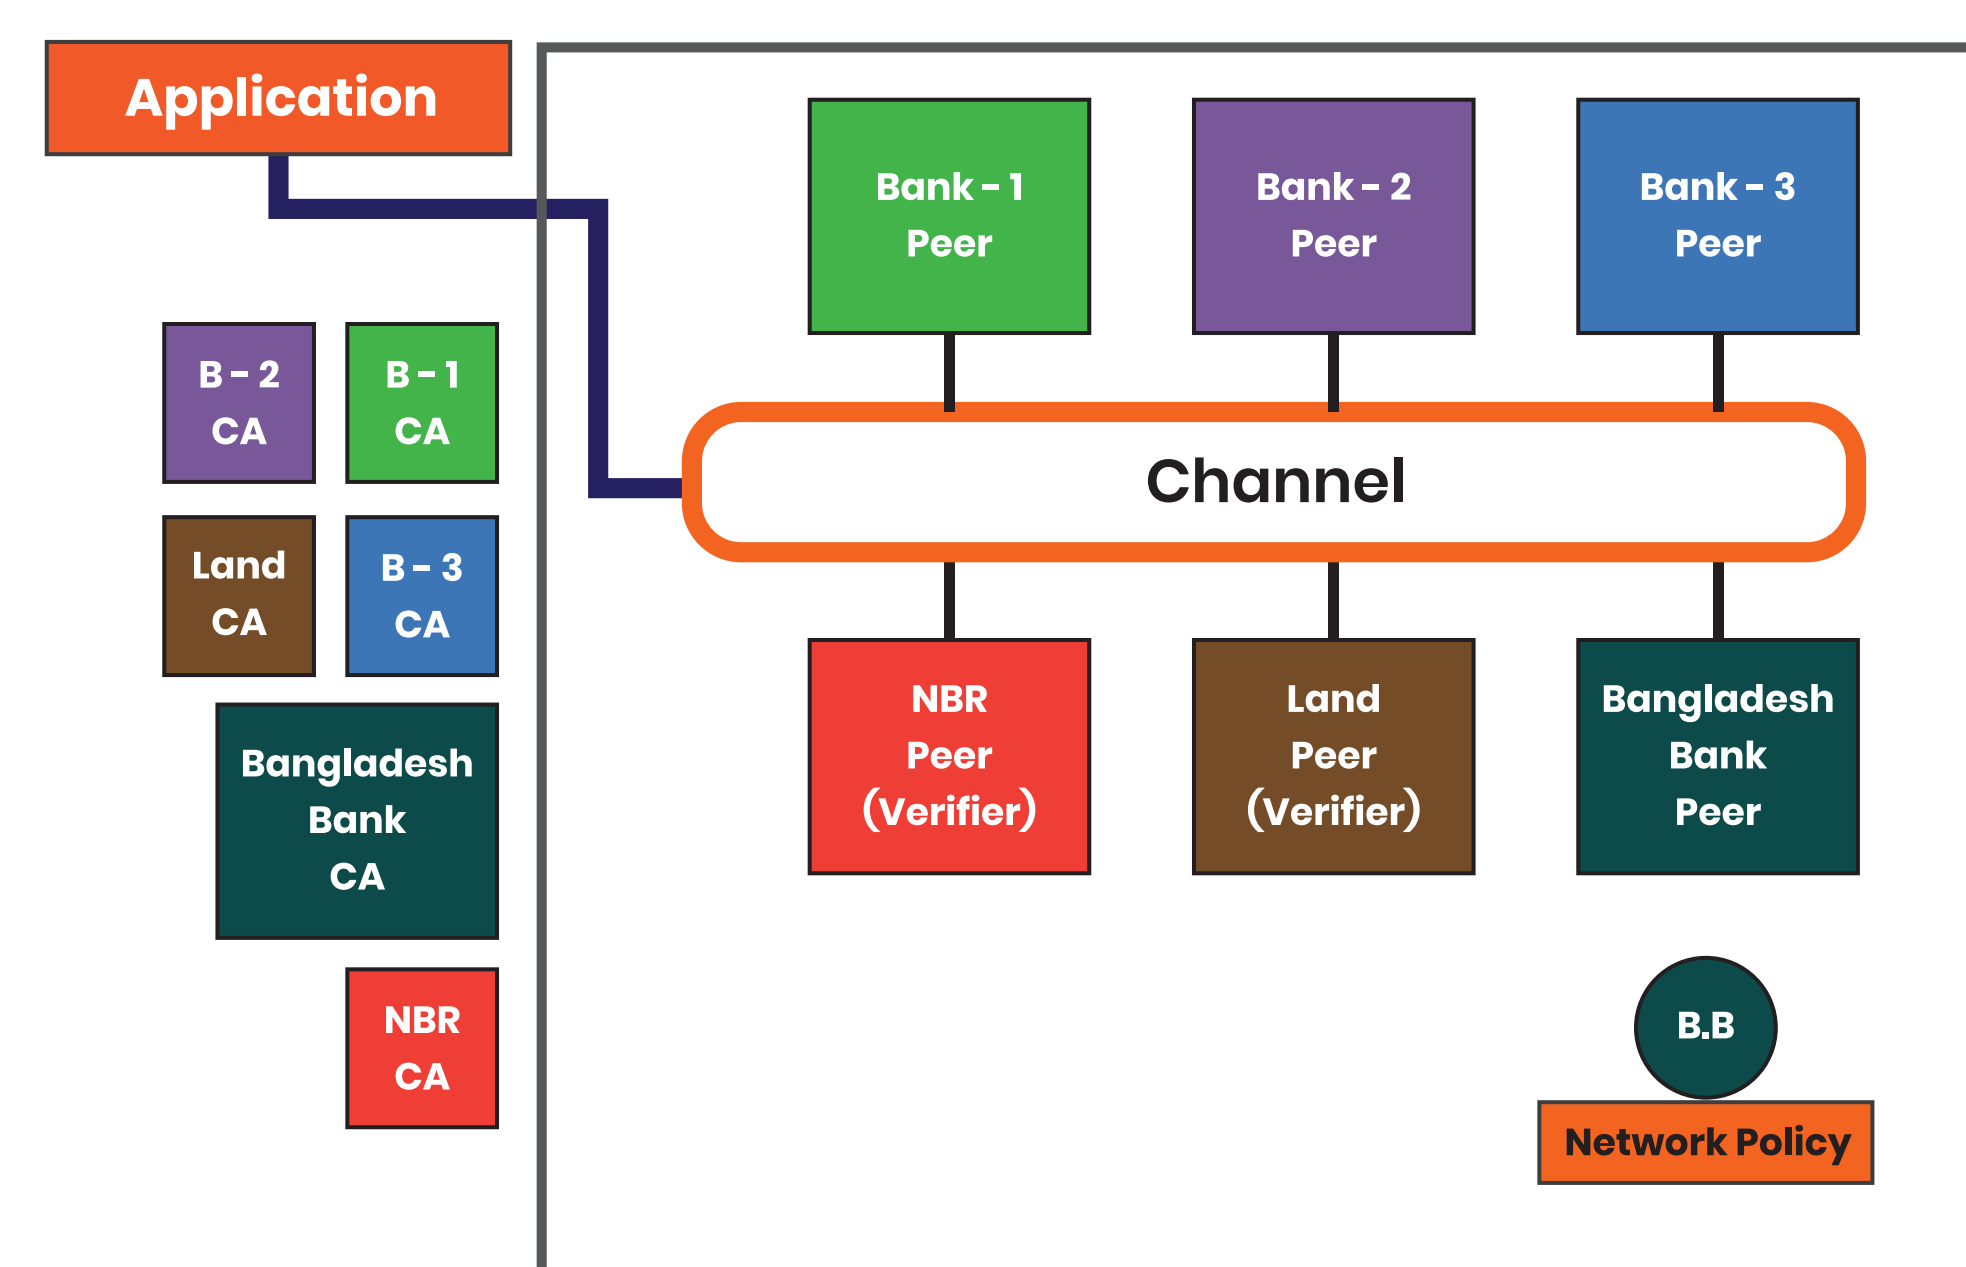 Application
Bank - 1
Peer
Bank - 2
Peer
Bank - 3
Peer
B - 2
CA
B - 1
CA
Channel
Land
CA
B - 3
CA
NBR
Peer
(Verifier)
Land
Peer
(Verifier)
Bangladesh
Bank
Peer
Bangladesh
Bank
CA
NBR
CA
B.B
Network Policy